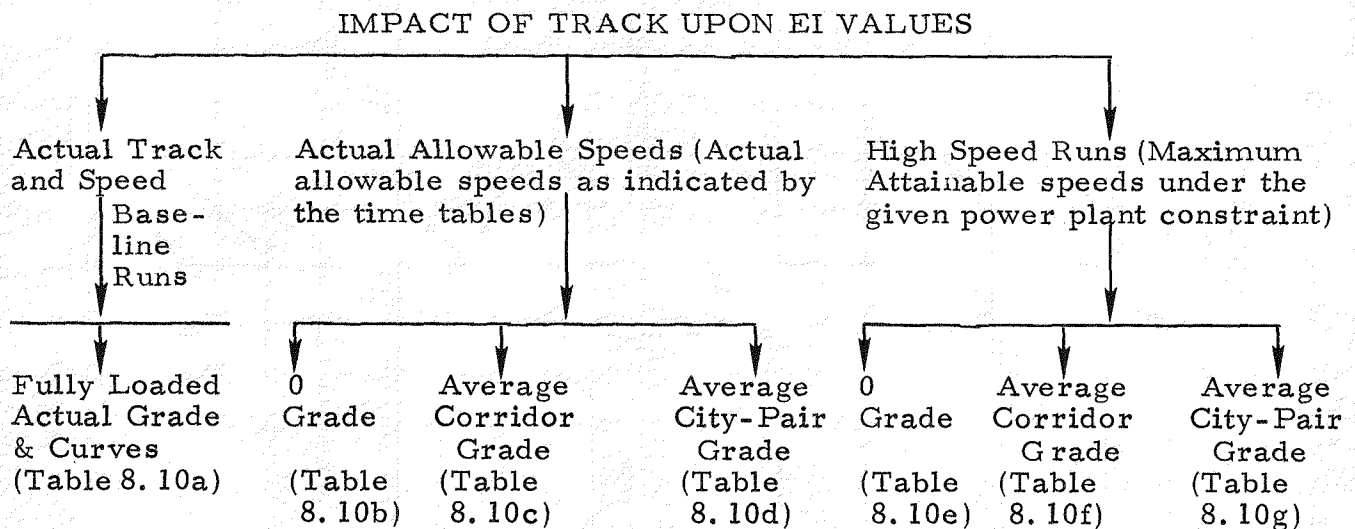 IMPACT OF TRACK UPON EI VALUES
Actual Track
and Speed
Base-
line
Runs
Actual Allowable Speeds (Actual
allowable speeds as indicated by
the time tables)
High Speed Runs (Maximum
Attainable speeds under the
given power plant constraint)
Fully Loaded
Actual Grade
& Curves
(Table 8. 10a)
0
Grade
(Table
8. 10b)
Average
Corridor
Grade
(Table
8. 10c)
Average
City-Pair
Grade
(Table
8. 10d)
0
Grade
(Table
8. 10e)
Average
Corridor
Grade
(Table
8. 10f)
Average
City-Pair
Grade
(Table
8. 10g)